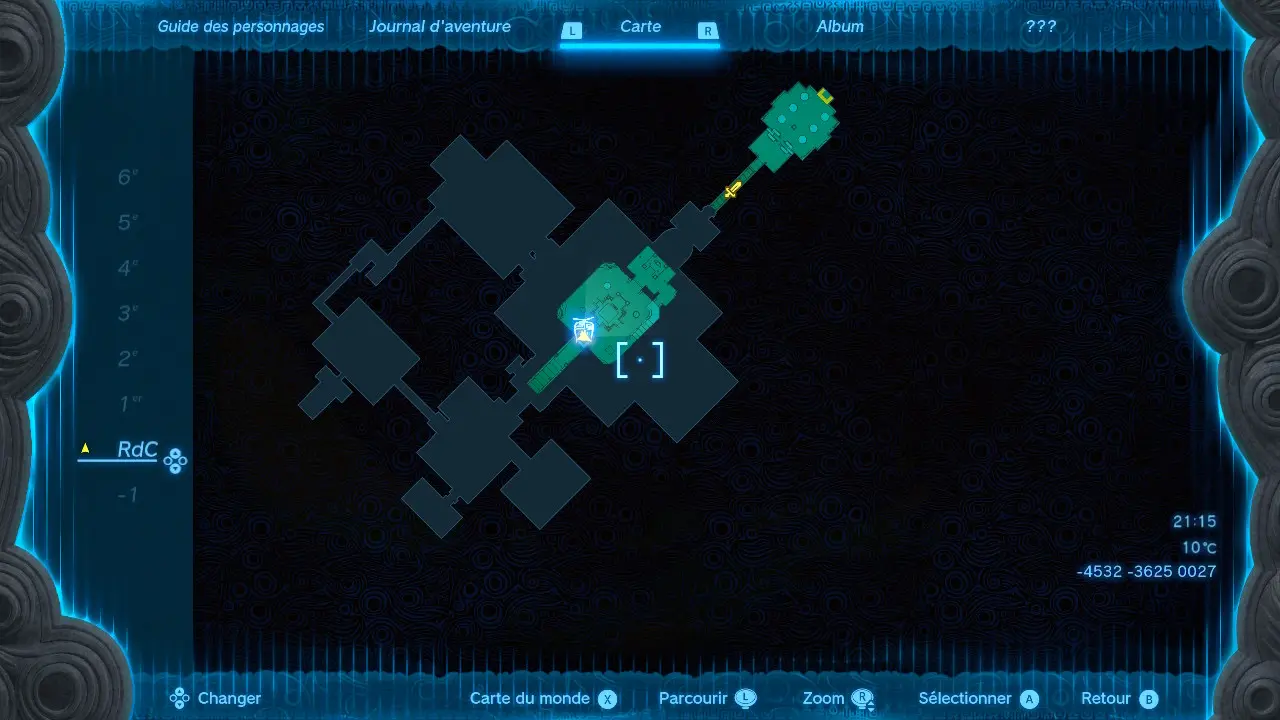 Guide des personnages Journal d'aventure L Carte R Album ???
6e
5e
4e
3e
2e
1er
RdC
-1
21:15
10°C
-4532 -3625 0027
Changer Carte du monde X Parcourir L Zoom R Sélectionner A Retour B